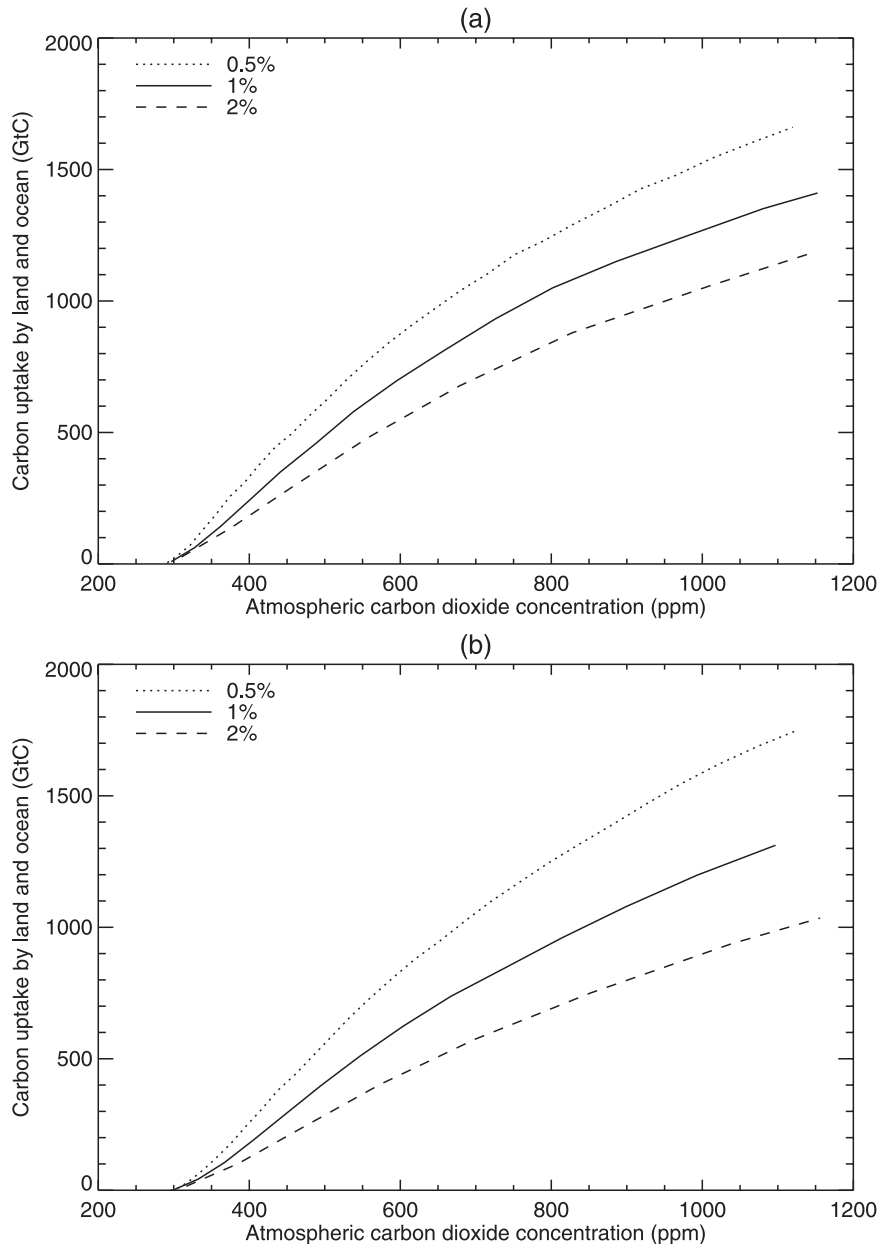 (a)
2000
0.5%
1%
2%
1500
1000
500
0
Carbon uptake by land and ocean (GtC)
200 400 600 800 1000 1200
Atmospheric carbon dioxide concentration (ppm)
(b)
2000
0.5%
1%
2%
1500
1000
500
0
Carbon uptake by land and ocean (GtC)
200 400 600 800 1000 1200
Atmospheric carbon dioxide concentration (ppm)